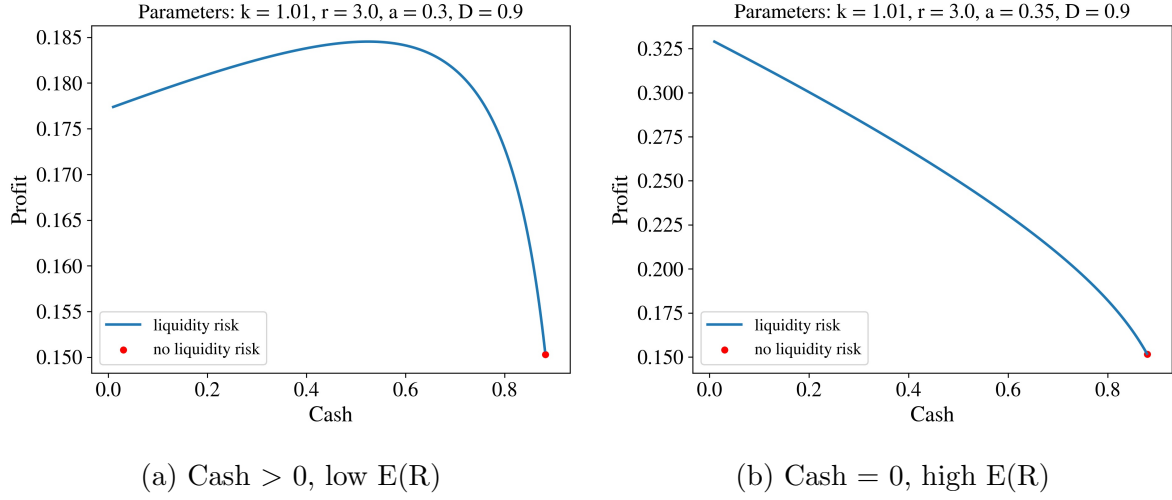 Parameters: k = 1.01, r = 3.0, a = 0.3, D = 0.9
0.185
0.180
0.175
0.170
0.165
0.160
0.155
0.150
Profit
liquidity risk
no liquidity risk
0.0 0.2 0.4 0.6 0.8
Cash
(a) Cash > 0, low E(R)
Parameters: k = 1.01, r = 3.0, a = 0.35, D = 0.9
0.325
0.300
0.275
0.250
0.225
0.200
0.175
0.150
Profit
liquidity risk
no liquidity risk
0.0 0.2 0.4 0.6 0.8
Cash
(b) Cash = 0, high E(R)